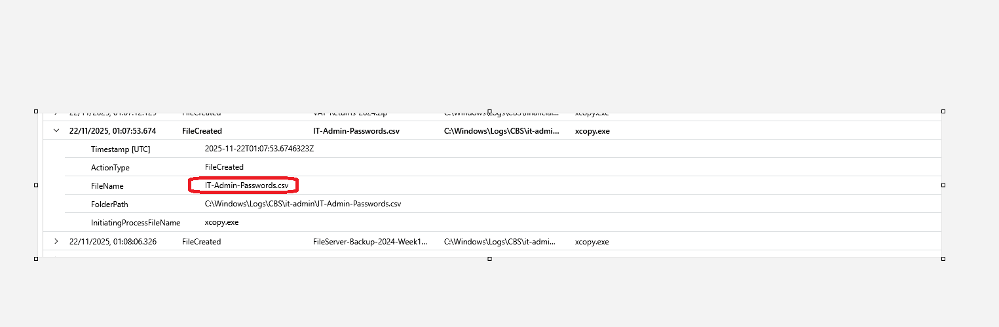 22/11/2025, 01:07:12.129 FileCreated VAT-Returns-2024.zip C:\Windows\Logs\CBS\financial... xcopy.exe
22/11/2025, 01:07:53.674 FileCreated IT-Admin-Passwords.csv C:\Windows\Logs\CBS\it-admi... xcopy.exe
Timestamp [UTC] 2025-11-22T01:07:53.6746323Z
ActionType FileCreated
FileName IT-Admin-Passwords.csv
FolderPath C:\Windows\Logs\CBS\it-admin\IT-Admin-Passwords.csv
InitiatingProcessFileName xcopy.exe
22/11/2025, 01:08:06.326 FileCreated FileServer-Backup-2024-Week1... C:\Windows\Logs\CBS\it-admi... xcopy.exe